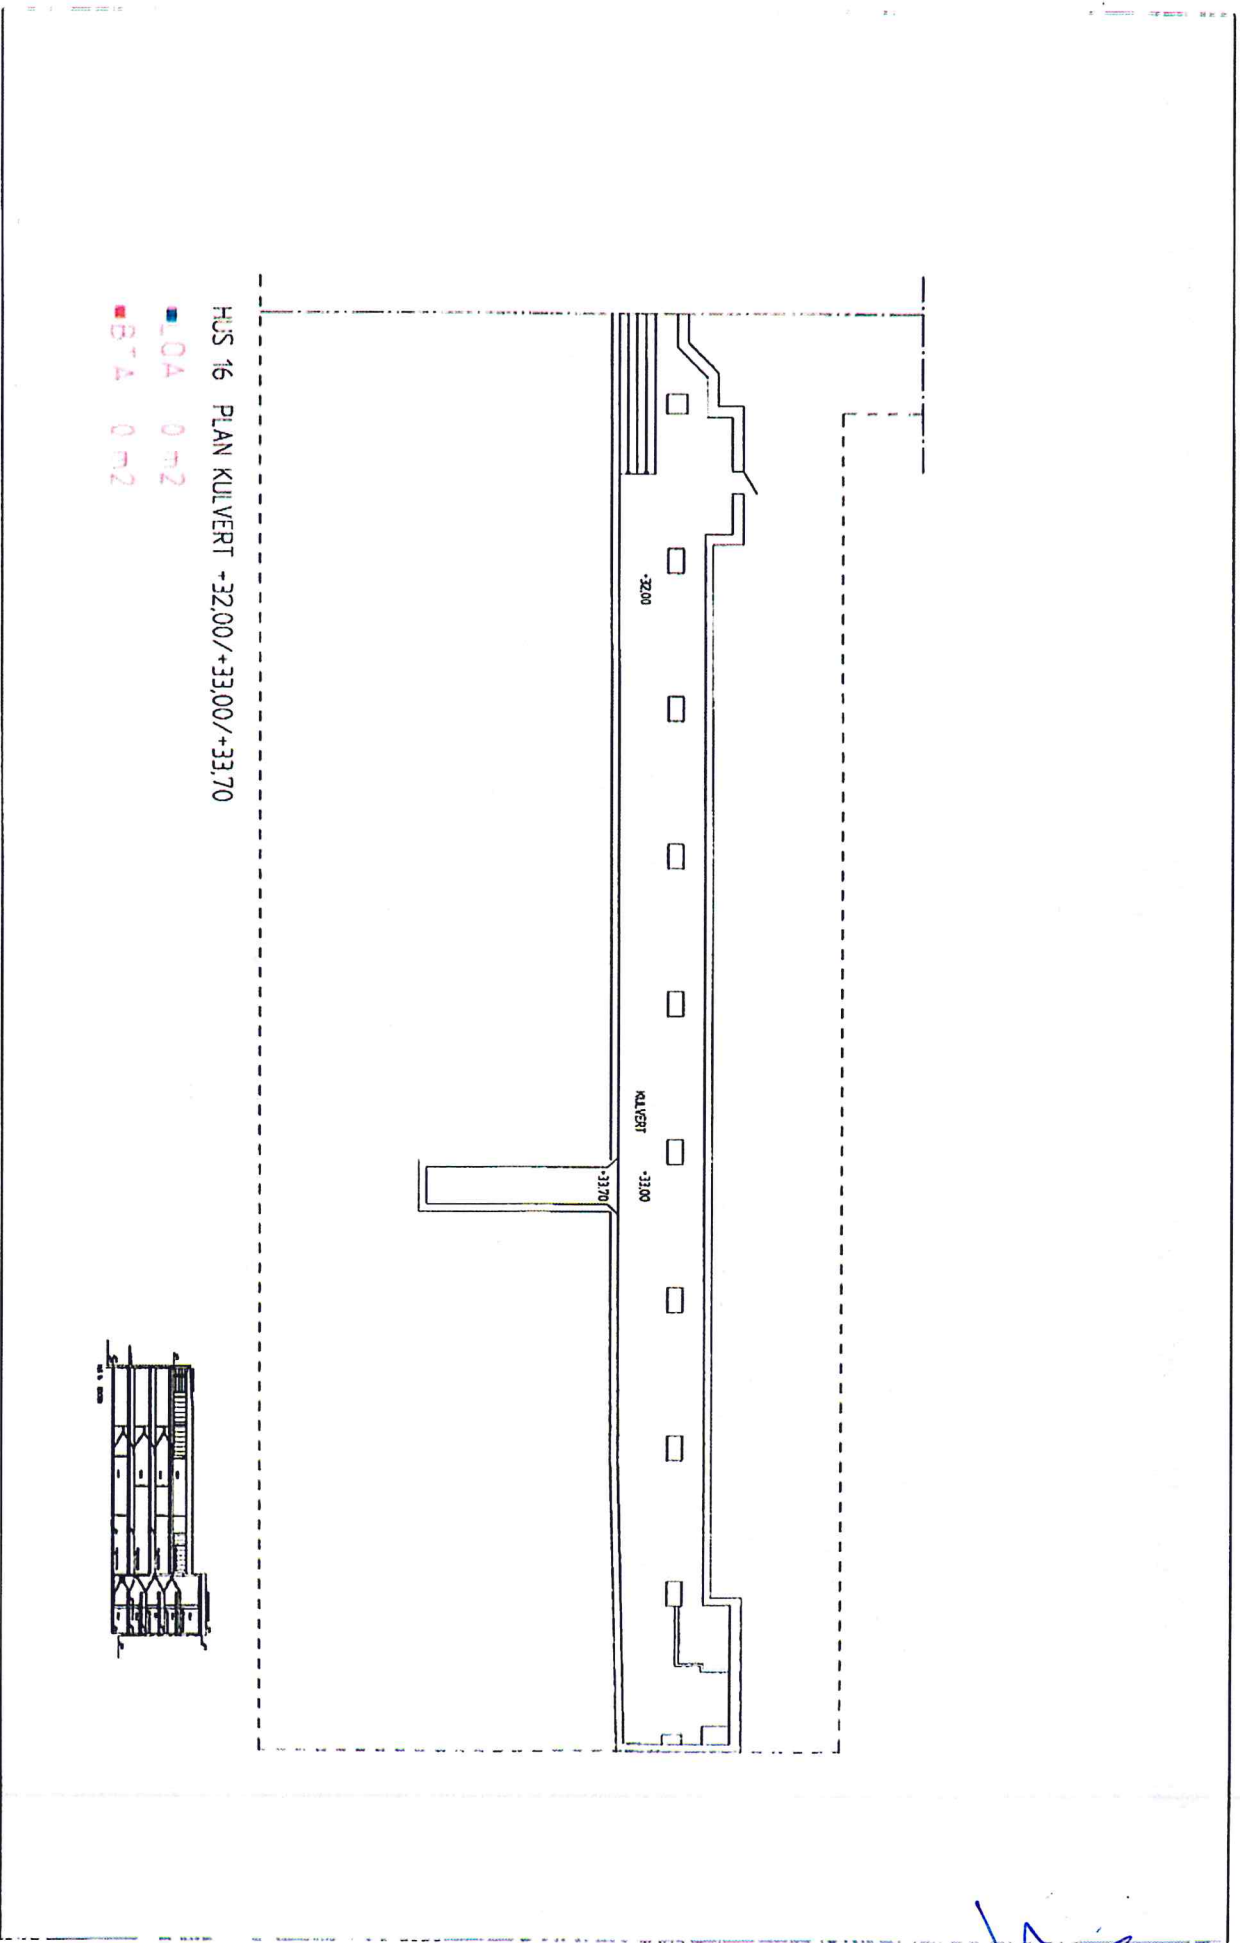 +32.00
KULVERT +33.00
+33.70
HUS 16 PLAN KULVERT +32,00/+33,00/+33,70
LOA 0 m2
BTA 0 m2